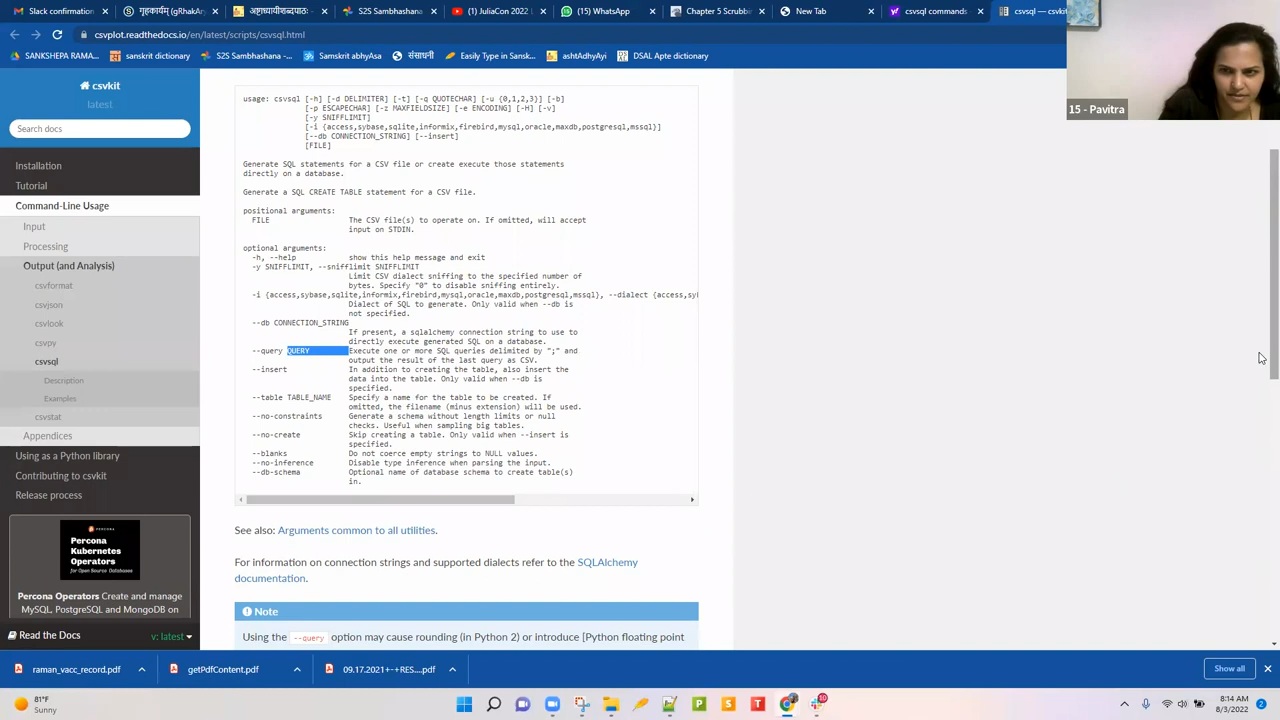 गृहकार्यम् (gRhakAr
अष्टाध्यायीशब्दपाठः -
S2S Sambhashana
(1) JuliaCon 2022 |
(15) WhatsApp
Chapter 5 Scrubbin
New Tab
csvsql commands
csvsql — csvkit
csvplot.readthedocs.io/en/latest/scripts/csvsql.html
SANKSHEPA RAMA...
sanskrit dictionary
S2S Sambhashana -...
Samskrit abhyAsa
संसाधनी
Easily Type in Sansk...
ashtAdhyAyi
DSAL Apte dictionary
15 - Pavitra
csvkit
latest
Search docs
Installation
Tutorial
Command-Line Usage
Input
Processing
Output (and Analysis)
csvformat
csvjson
csvlook
csvpy
csvsql
Description
Examples
csvstat
Appendices
Using as a Python library
Contributing to csvkit
Release process
PERCONA
Percona
Kubernetes
Operators
for Open Source Databases
Percona Operators Create and manage
MySQL, PostgreSQL and MongoDB on
Read the Docs
v: latest
usage: csvsql [-h] [-d DELIMITER] [-t] [-q QUOTECHAR] [-u {0,1,2,3}] [-b]
[-p ESCAPECHAR] [-z MAXFIELDSIZE] [-e ENCODING] [-H] [-v]
[-y SNIFFLIMIT]
[-i {access,sybase,sqlite,informix,firebird,mysql,oracle,maxdb,postgresql,mssql}]
[--db CONNECTION_STRING] [--insert]
[FILE]
Generate SQL statements for a CSV file or create execute those statements
directly on a database.
Generate a SQL CREATE TABLE statement for a CSV file.
positional arguments:
FILE The CSV file(s) to operate on. If omitted, will accept
input on STDIN.
optional arguments:
-h, --help show this help message and exit
-y SNIFFLIMIT, --snifflimit SNIFFLIMIT
Limit CSV dialect sniffing to the specified number of
bytes. Specify "0" to disable sniffing entirely.
-i {access,sybase,sqlite,informix,firebird,mysql,oracle,maxdb,postgresql,mssql}, --dialect {access,syb
Dialect of SQL to generate. Only valid when --db is
not specified.
--db CONNECTION_STRING
If present, a sqlalchemy connection string to use to
directly execute generated SQL on a database.
--query QUERY Execute one or more SQL queries delimited by ";" and
output the result of the last query as CSV.
--insert In addition to creating the table, also insert the
data into the table. Only valid when --db is
specified.
--table TABLE_NAME Specify a name for the table to be created. If
omitted, the filename (minus extension) will be used.
--no-constraints Generate a schema without length limits or null
checks. Useful when sampling big tables.
--no-create Skip creating a table. Only valid when --insert is
specified.
--blanks Do not coerce empty strings to NULL values.
--no-inference Disable type inference when parsing the input.
--db-schema Optional name of database schema to create table(s)
in.
See also: Arguments common to all utilities.
For information on connection strings and supported dialects refer to the SQLAlchemy
documentation.
Note
Using the --query option may cause rounding (in Python 2) or introduce [Python floating point
raman_vacc_record.pdf
getPdfContent.pdf
09.17.2021+-+RES....pdf
Show all
81°F
Sunny
10
8:14 AM
8/3/2022
2